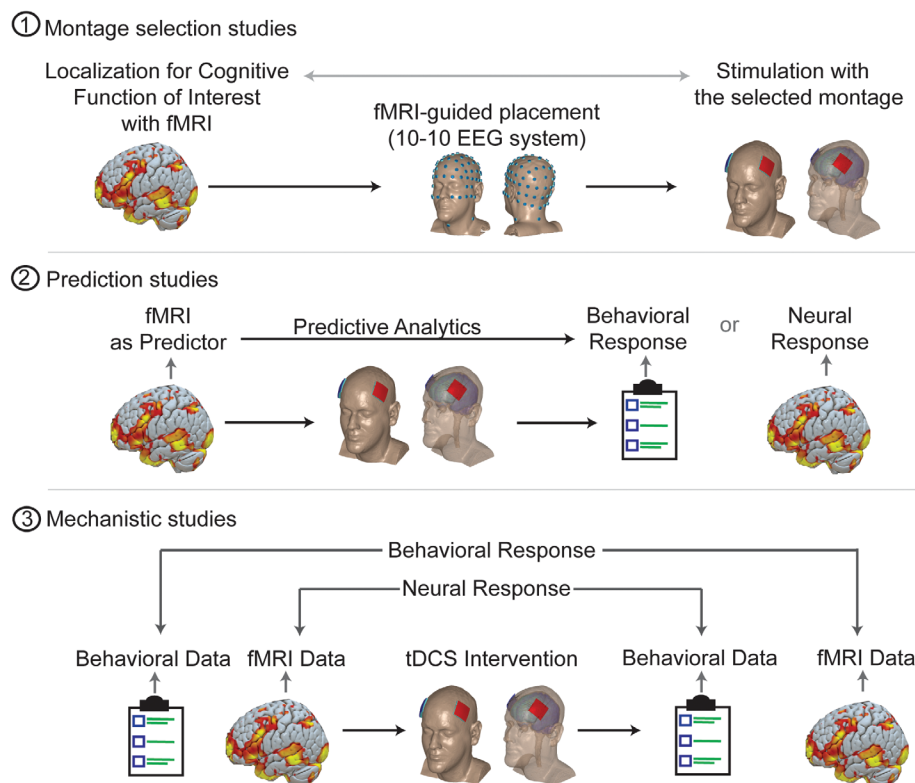 ① Montage selection studies
Localization for Cognitive
Function of Interest
with fMRI
fMRI-guided placement
(10-10 EEG system)
Stimulation with
the selected montage
② Prediction studies
fMRI
as Predictor
Predictive Analytics
Behavioral
Response
or
Neural
Response
③ Mechanistic studies
Behavioral Response
Neural Response
Behavioral Data
fMRI Data
tDCS Intervention
Behavioral Data
fMRI Data